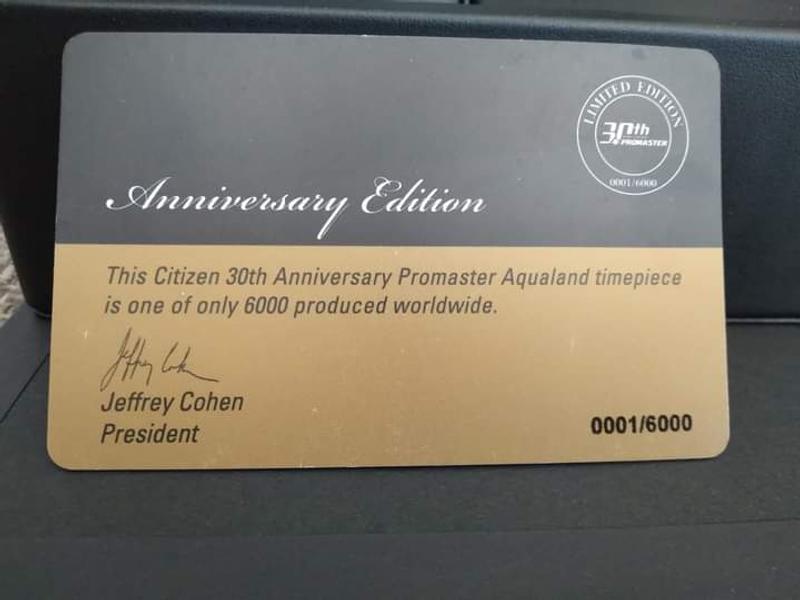 LIMITED EDITION
30th
PROMASTER
0001/6000
Anniversary Edition
This Citizen 30th Anniversary Promaster Aqualand timepiece
is one of only 6000 produced worldwide.
Jeffrey Cohen
Jeffrey Cohen
President
0001/6000